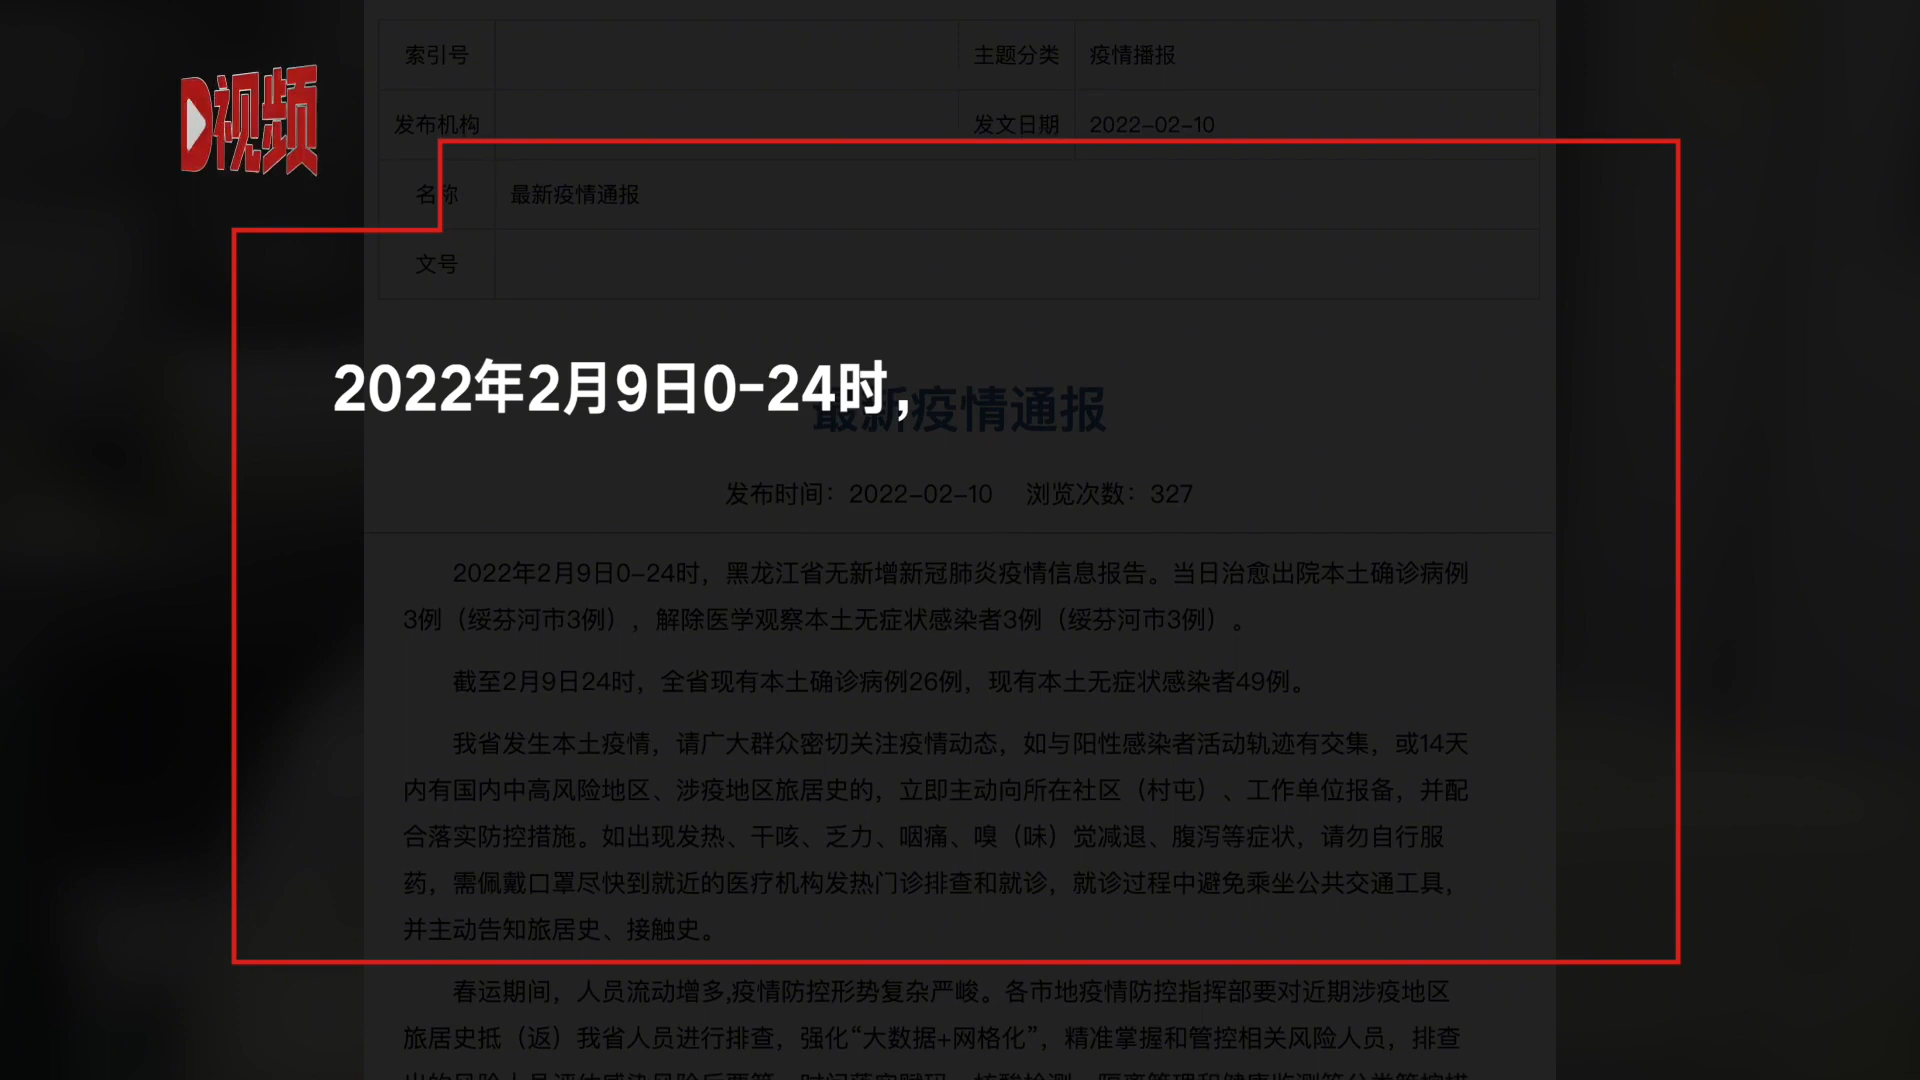 索引号 主题分类 疫情播报
D视频
发布机构 发文日期 2022-02-10
名称 最新疫情通报
文号
2022年2月9日0-24时,
最新疫情通报
发布时间：2022-02-10 浏览次数：327
2022年2月9日0-24时，黑龙江省无新增新冠肺炎疫情信息报告。当日治愈出院本土确诊病例
3例（绥芬河市3例），解除医学观察本土无症状感染者3例（绥芬河市3例）。
截至2月9日24时，全省现有本土确诊病例26例，现有本土无症状感染者49例。
我省发生本土疫情，请广大群众密切关注疫情动态，如与阳性感染者活动轨迹有交集，或14天
内有国内中高风险地区、涉疫地区旅居史的，立即主动向所在社区（村屯）、工作单位报备，并配
合落实防控措施。如出现发热、干咳、乏力、咽痛、嗅（味）觉减退、腹泻等症状，请勿自行服
药，需佩戴口罩尽快到就近的医疗机构发热门诊排查和就诊，就诊过程中避免乘坐公共交通工具，
并主动告知旅居史、接触史。
春运期间，人员流动增多,疫情防控形势复杂严峻。各市地疫情防控指挥部要对近期涉疫地区
旅居史抵（返）我省人员进行排查，强化“大数据+网格化”，精准掌握和管控相关风险人员，排查